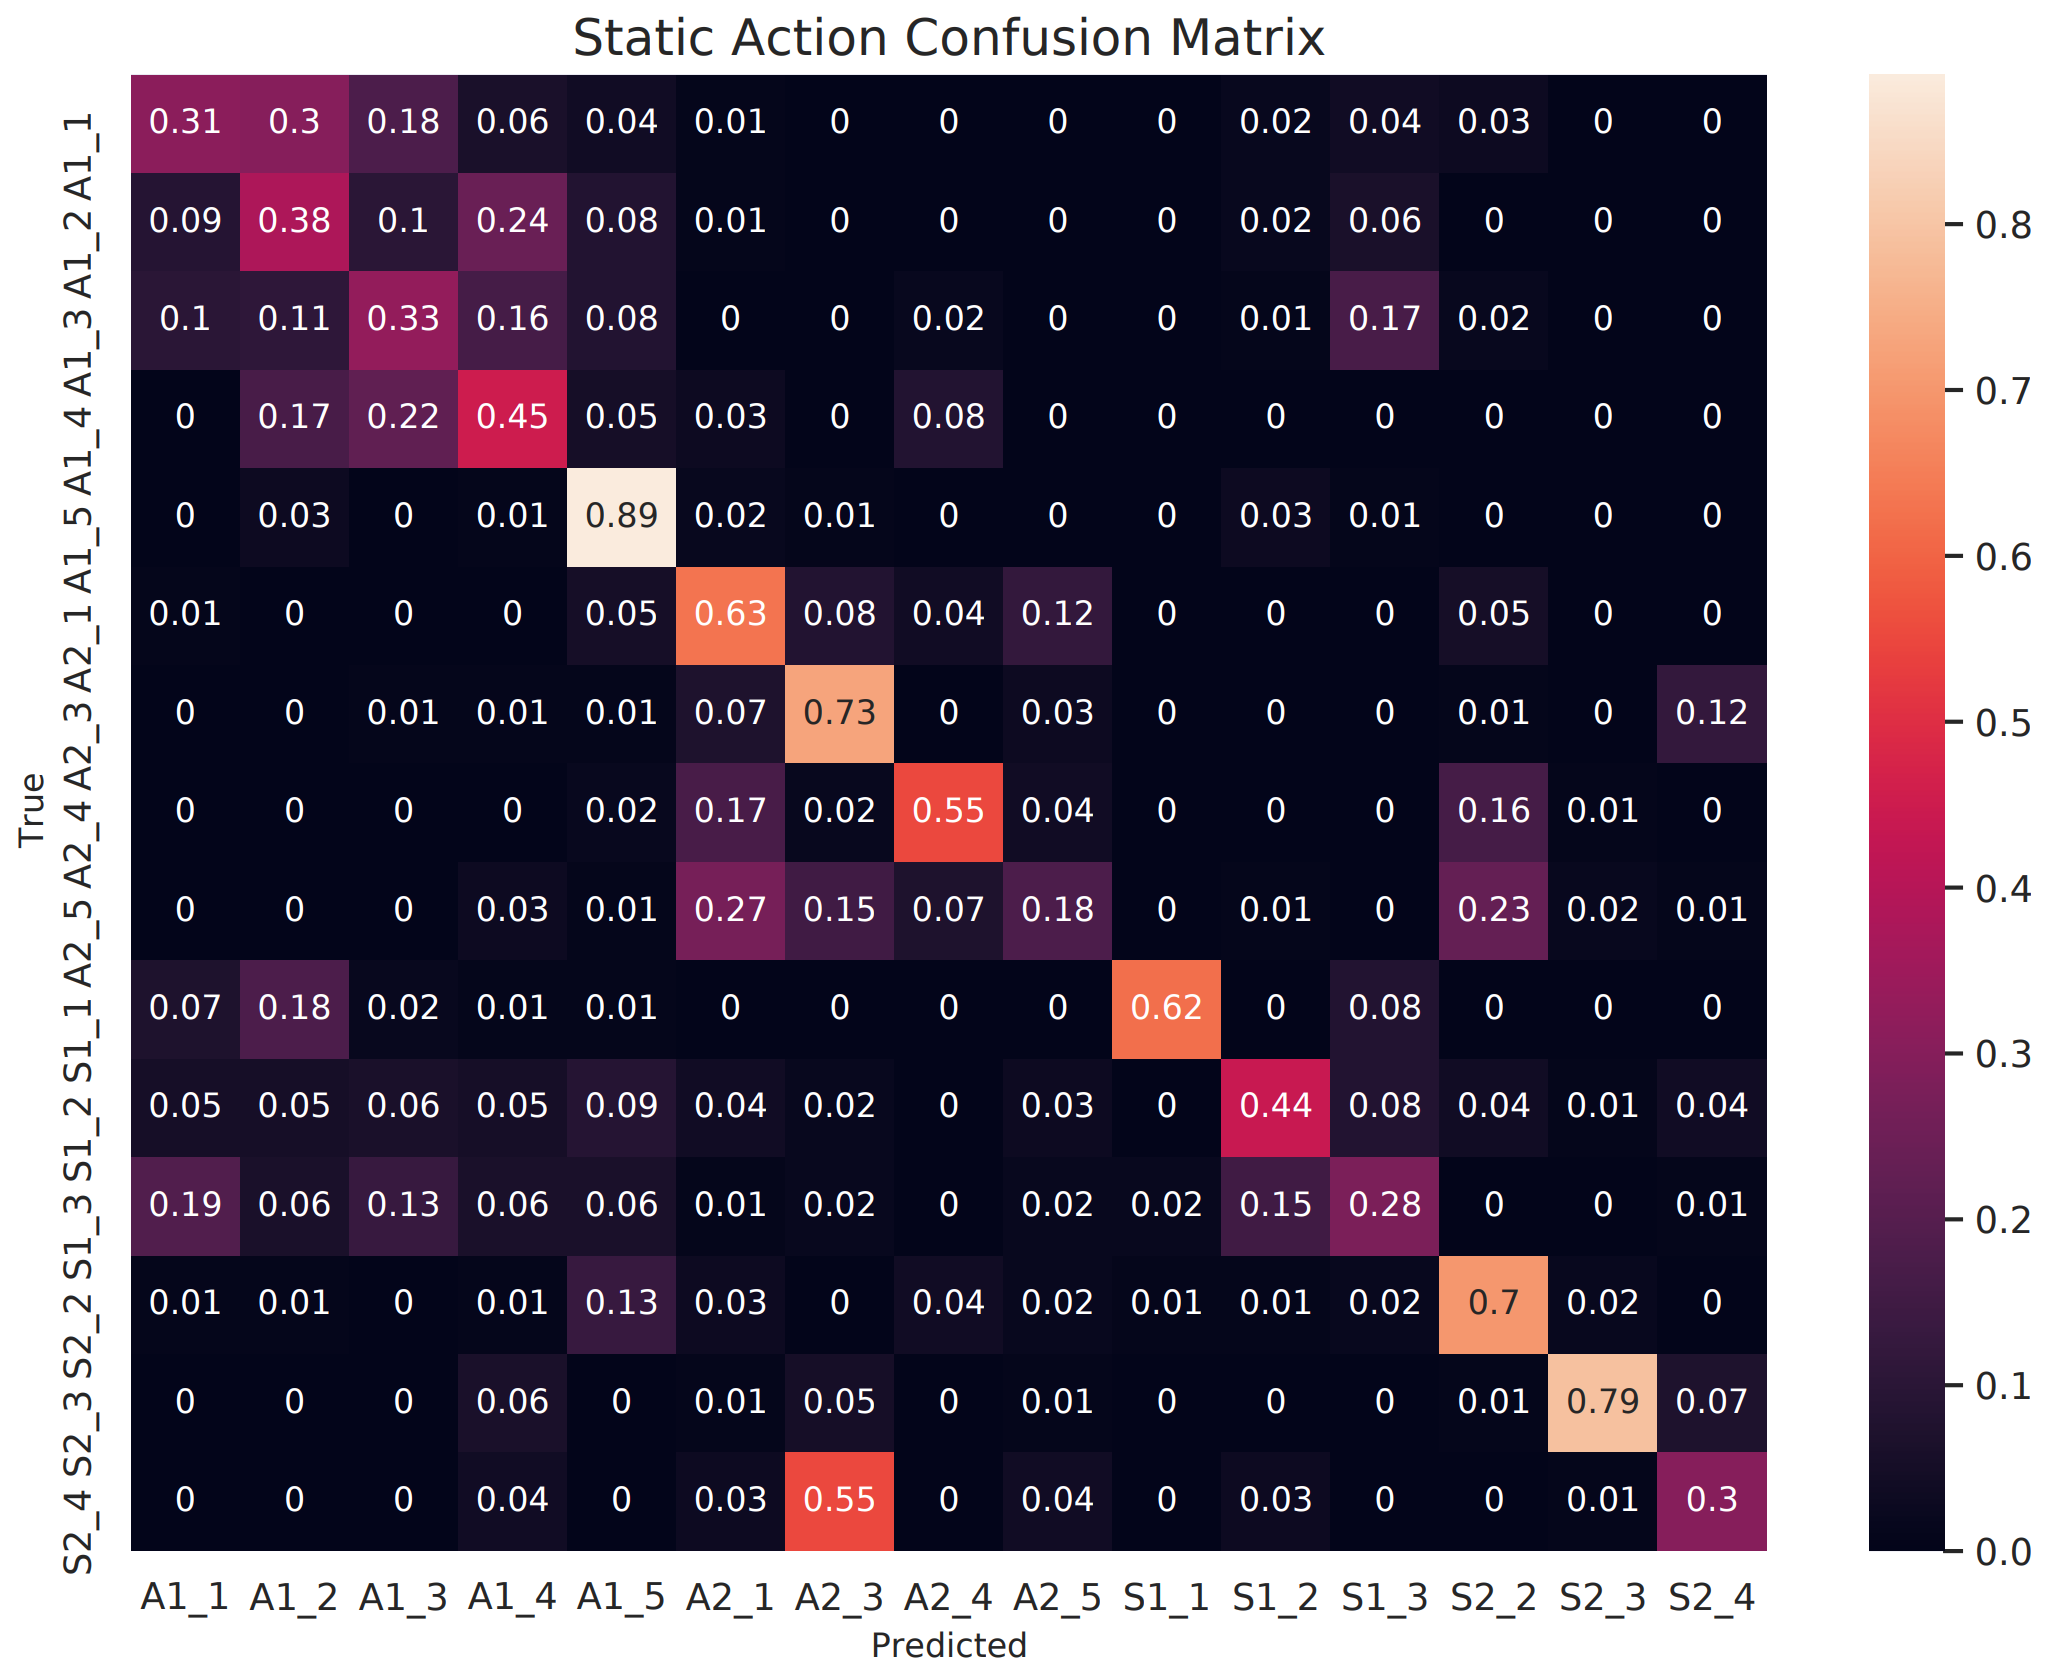 Static Action Confusion Matrix
A1_1 0.31 0.3 0.18 0.06 0.04 0.01 0 0 0 0 0.02 0.04 0.03 0 0
A1_2 0.09 0.38 0.1 0.24 0.08 0.01 0 0 0 0 0.02 0.06 0 0 0
A1_3 0.1 0.11 0.33 0.16 0.08 0 0 0.02 0 0 0.01 0.17 0.02 0 0
A1_4 0 0.17 0.22 0.45 0.05 0.03 0 0.08 0 0 0 0 0 0 0
A1_5 0 0.03 0 0.01 0.89 0.02 0.01 0 0 0 0.03 0.01 0 0 0
A2_1 0.01 0 0 0 0.05 0.63 0.08 0.04 0.12 0 0 0 0.05 0 0
A2_3 0 0 0.01 0.01 0.01 0.07 0.73 0 0.03 0 0 0 0.01 0 0.12
A2_4 0 0 0 0 0.02 0.17 0.02 0.55 0.04 0 0 0 0.16 0.01 0
A2_5 0 0 0 0.03 0.01 0.27 0.15 0.07 0.18 0 0.01 0 0.23 0.02 0.01
S1_1 0.07 0.18 0.02 0.01 0.01 0 0 0 0 0.62 0 0.08 0 0 0
S1_2 0.05 0.05 0.06 0.05 0.09 0.04 0.02 0 0.03 0 0.44 0.08 0.04 0.01 0.04
S1_3 0.19 0.06 0.13 0.06 0.06 0.01 0.02 0 0.02 0.02 0.15 0.28 0 0 0.01
S2_2 0.01 0.01 0 0.01 0.13 0.03 0 0.04 0.02 0.01 0.01 0.02 0.7 0.02 0
S2_3 0 0 0 0.06 0 0.01 0.05 0 0.01 0 0 0 0.01 0.79 0.07
S2_4 0 0 0 0.04 0 0.03 0.55 0 0.04 0 0.03 0 0 0.01 0.3
A1_1 A1_2 A1_3 A1_4 A1_5 A2_1 A2_3 A2_4 A2_5 S1_1 S1_2 S1_3 S2_2 S2_3 S2_4
Predicted
True
0.8
0.7
0.6
0.5
0.4
0.3
0.2
0.1
0.0